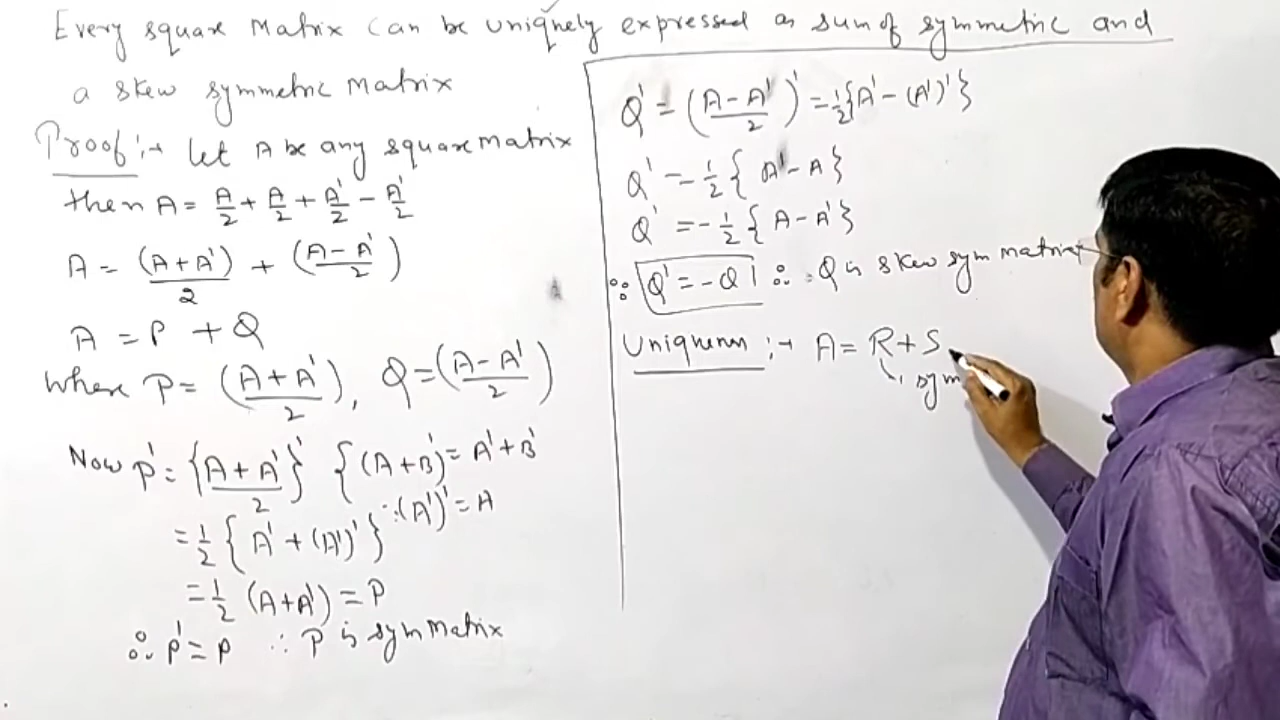 Every square Matrix can be uniquely expressed as sum of symmetric and
a skew symmetric Matrix
Proof :→ Let A be any square Matrix
then A = A/2 + A/2 + A'/2 − A'/2
A = (A+A')/2 + (A−A')/2
A = P + Q
Where P = (A+A')/2 , Q = (A−A')/2
Now P' = {(A+A')/2}' {(A+B)' = A'+B'
= 1/2 { A' + (A')' } ∵ (A')' = A
= 1/2 (A+A') = P
∴ P' = P ∴ P is sym Matrix
Q' = ((A−A')/2)' = 1/2 {A' − (A')'}
Q' = −1/2 { A' − A}
Q' = −1/2 { A − A'}
∴ Q' = −Q ∴ Q is skew sym matrix
Uniqueness :→ A = R + S
sym